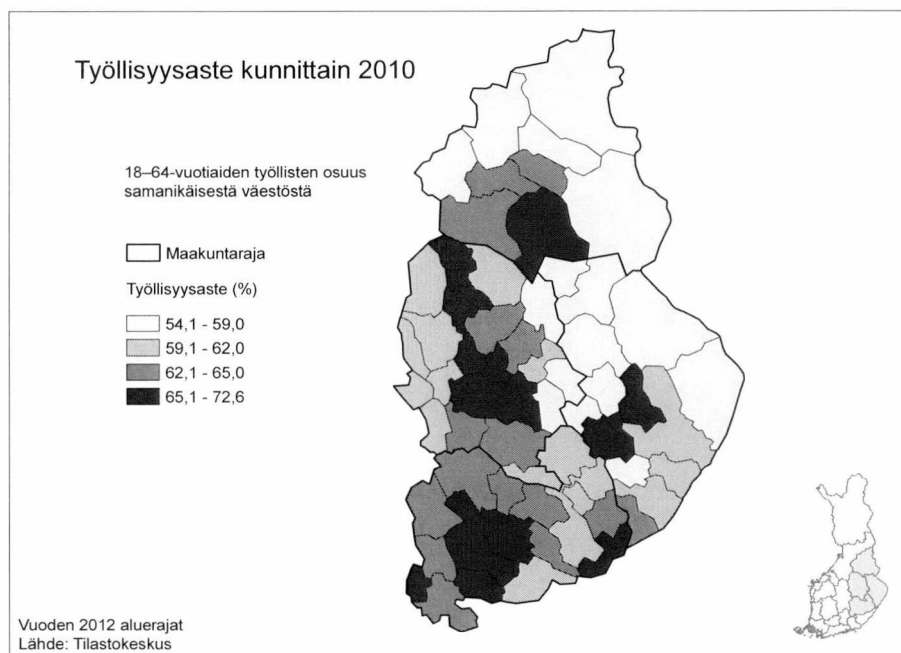 Työllisyysaste kunnittain 2010
18–64-vuotiaiden työllisten osuus
samanikäisestä väestöstä
Maakuntaraja
Työllisyysaste (%)
54,1 - 59,0
59,1 - 62,0
62,1 - 65,0
65,1 - 72,6
Vuoden 2012 aluerajat
Lähde: Tilastokeskus